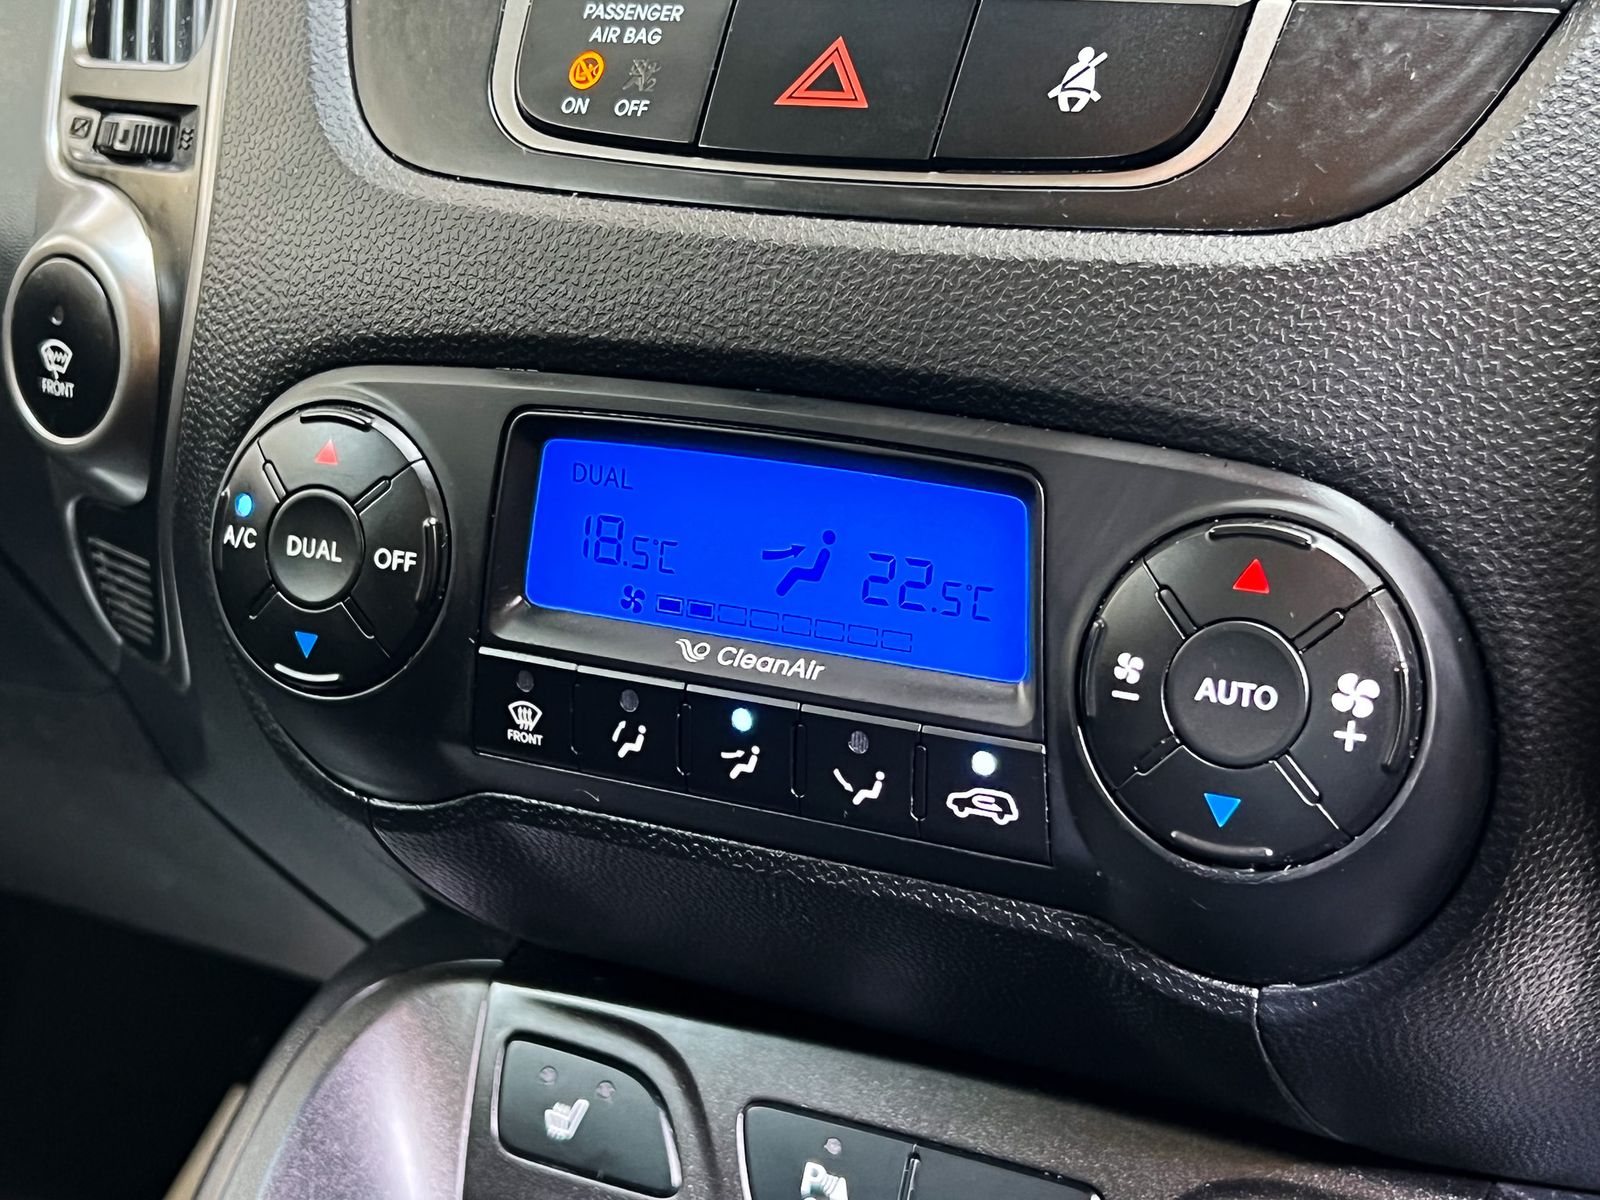 PASSENGER
AIR BAG
ON OFF
FRONT
DUAL
18.5°C 22.5°C
CleanAir
A/C DUAL OFF
FRONT
AUTO
- +
P